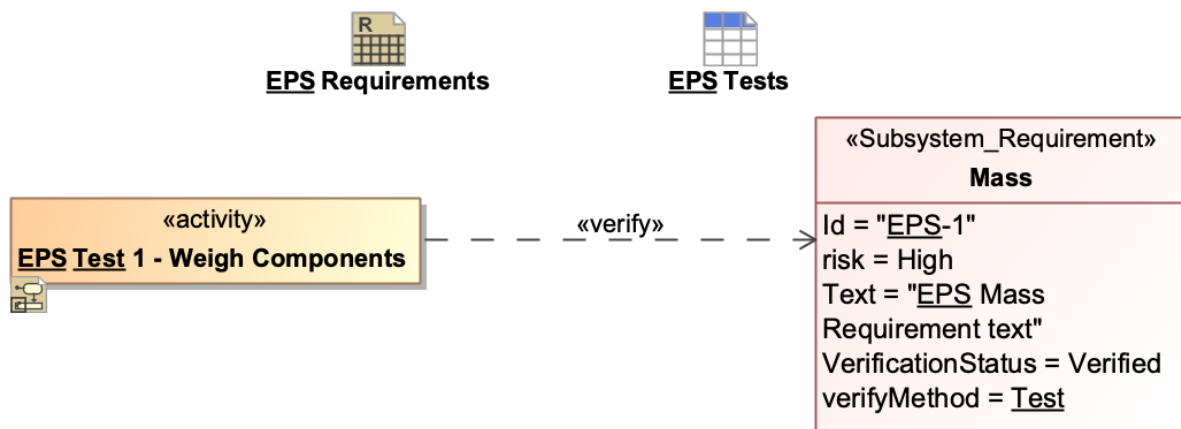 R
EPS Requirements
EPS Tests
«activity»
EPS Test 1 - Weigh Components
«verify»
«Subsystem_Requirement»
Mass
Id = "EPS-1"
risk = High
Text = "EPS Mass
Requirement text"
VerificationStatus = Verified
verifyMethod = Test